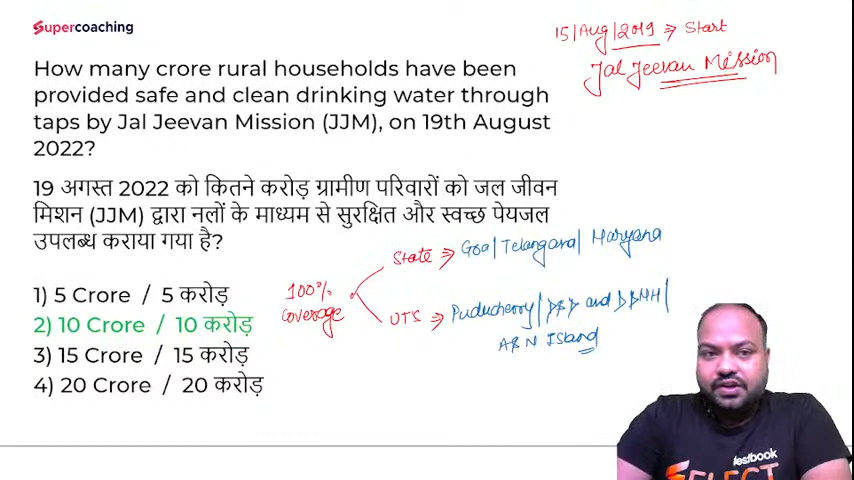 Supercoaching
15/Aug/2019 ⇒ Start
Jal Jeevan Mission
How many crore rural households have been
provided safe and clean drinking water through
taps by Jal Jeevan Mission (JJM), on 19th August
2022?
19 अगस्त 2022 को कितने करोड़ ग्रामीण परिवारों को जल जीवन
मिशन (JJM) द्वारा नलों के माध्यम से सुरक्षित और स्वच्छ पेयजल
उपलब्ध कराया गया है?
100%
coverage
State ⇒ Goa/Telangana/Haryana
UTS ⇒ Puducherry/D&D and D&NH/
A&N Island
1) 5 Crore / 5 करोड़
2) 10 Crore / 10 करोड़
3) 15 Crore / 15 करोड़
4) 20 Crore / 20 करोड़
testbook
SELECT